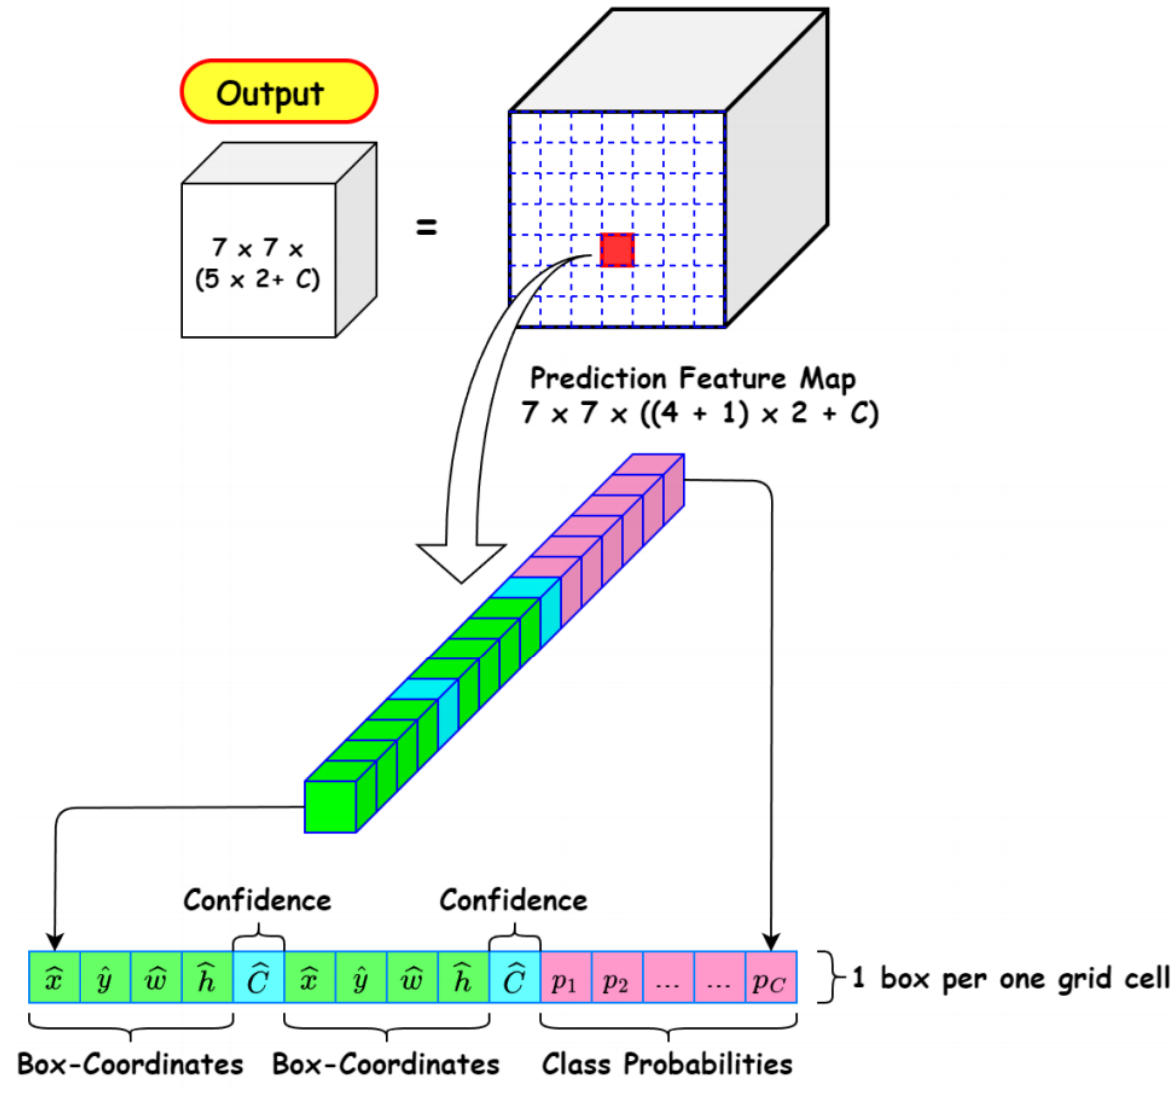 Output
7 x 7 x
(5 x 2+ C)
=
Prediction Feature Map
7 x 7 x ((4 + 1) x 2 + C)
Confidence
Confidence
x̂ ŷ ŵ ĥ Ĉ x̂ ŷ ŵ ĥ Ĉ p₁ p₂ ... ... p_C
1 box per one grid cell
Box-Coordinates
Box-Coordinates
Class Probabilities